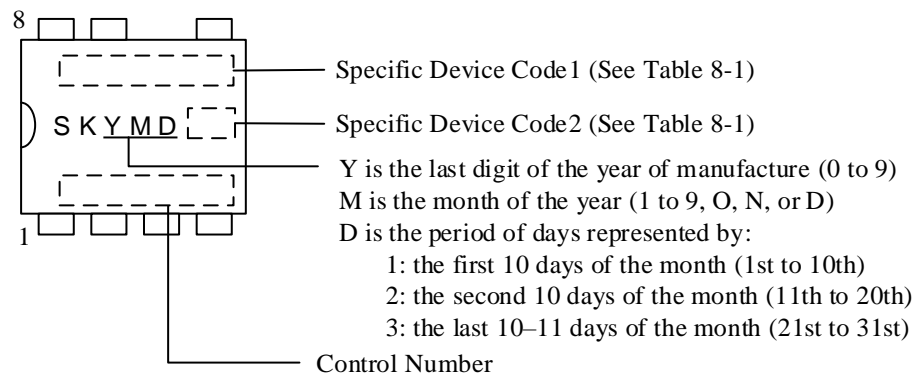 8
Specific Device Code1 (See Table 8-1)
SKYMD
Specific Device Code2 (See Table 8-1)
Y is the last digit of the year of manufacture (0 to 9)
M is the month of the year (1 to 9, O, N, or D)
D is the period of days represented by:
1
1: the first 10 days of the month (1st to 10th)
2: the second 10 days of the month (11th to 20th)
3: the last 10–11 days of the month (21st to 31st)
Control Number